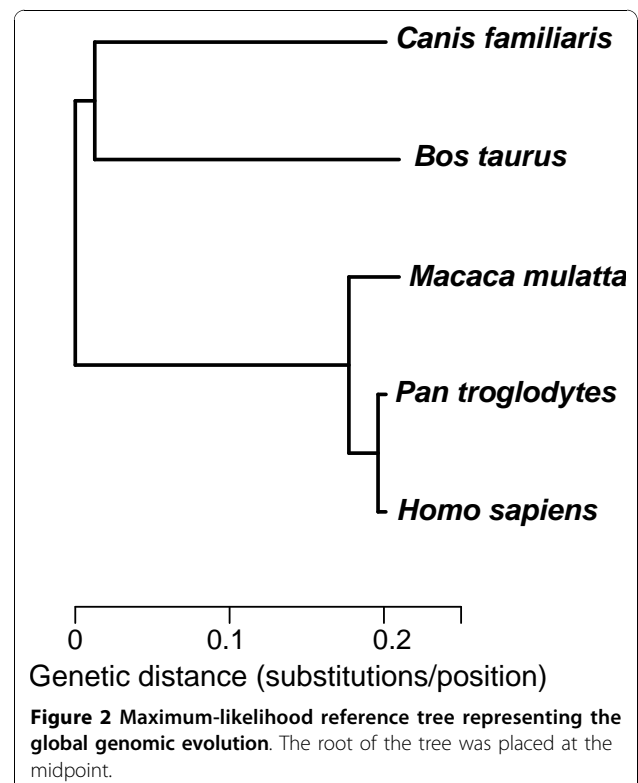 Canis familiaris
Bos taurus
Macaca mulatta
Pan troglodytes
Homo sapiens
0 0.1 0.2
Genetic distance (substitutions/position)
Figure 2 Maximum-likelihood reference tree representing the
global genomic evolution. The root of the tree was placed at the
midpoint.